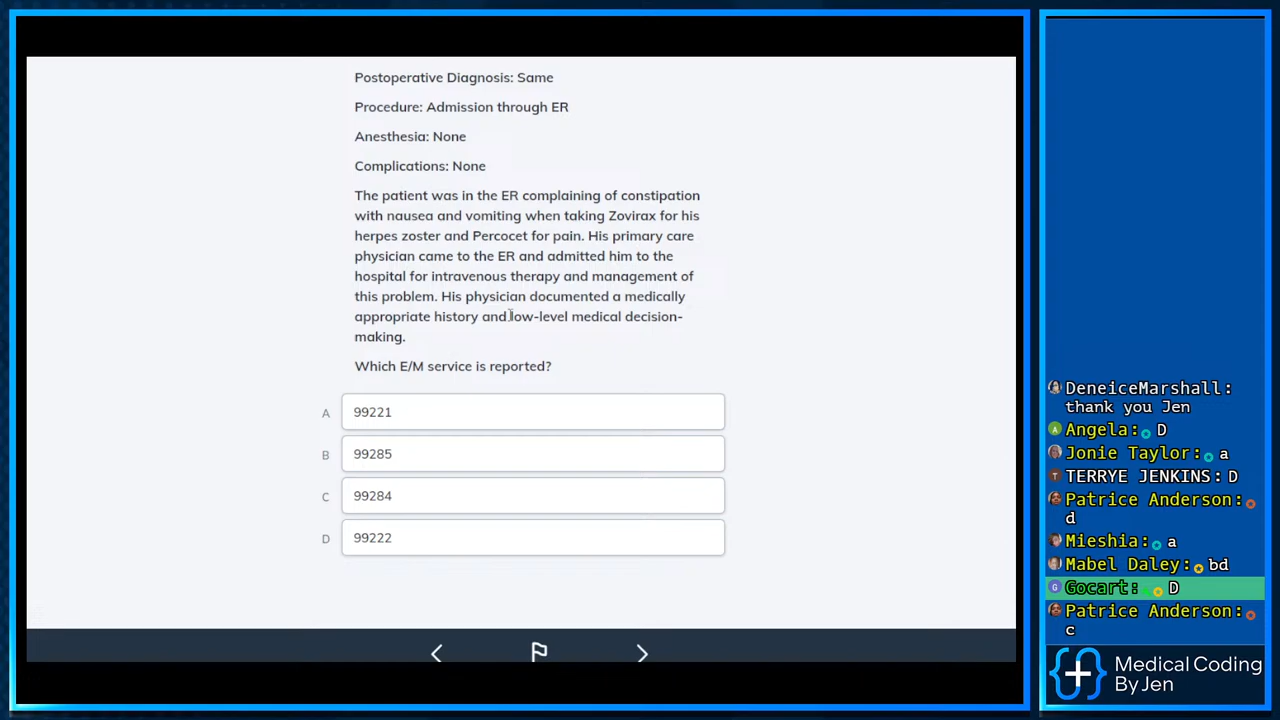 Postoperative Diagnosis: Same
Procedure: Admission through ER
Anesthesia: None
Complications: None
The patient was in the ER complaining of constipation
with nausea and vomiting when taking Zovirax for his
herpes zoster and Percocet for pain. His primary care
physician came to the ER and admitted him to the
hospital for intravenous therapy and management of
this problem. His physician documented a medically
appropriate history and low-level medical decision-
making.
Which E/M service is reported?
A 99221
B 99285
C 99284
D 99222
DeneiceMarshall:
thank you Jen
A Angela: D
Jonie Taylor: a
T TERRYE JENKINS: D
Patrice Anderson:
d
Mieshia: a
Mabel Daley: bd
G Gocart: D
Patrice Anderson:
c
Medical Coding
By Jen